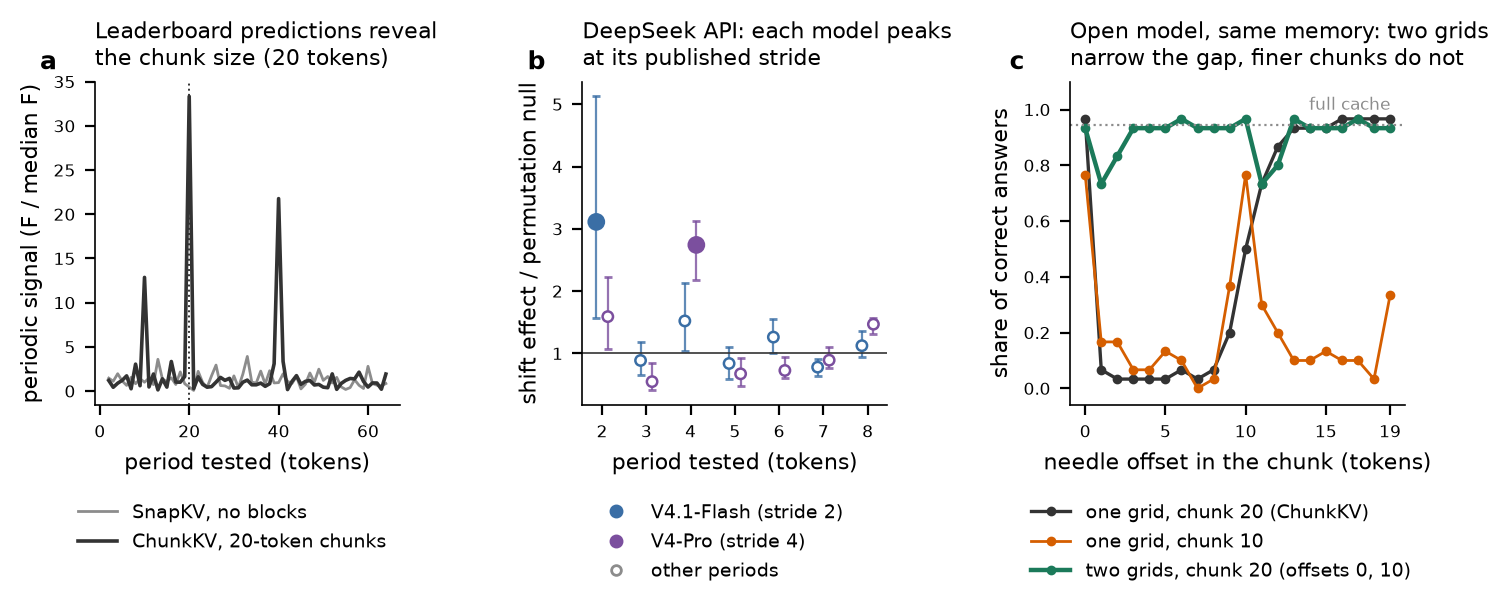 a
Leaderboard predictions reveal
the chunk size (20 tokens)
periodic signal (F / median F)
35
30
25
20
15
10
5
0
0 20 40 60
period tested (tokens)
SnapKV, no blocks
ChunkKV, 20-token chunks
b
DeepSeek API: each model peaks
at its published stride
shift effect / permutation null
5
4
3
2
1
2 3 4 5 6 7 8
period tested (tokens)
V4.1-Flash (stride 2)
V4-Pro (stride 4)
other periods
c
Open model, same memory: two grids
narrow the gap, finer chunks do not
share of correct answers
full cache
1.0
0.8
0.6
0.4
0.2
0.0
0 5 10 15 19
needle offset in the chunk (tokens)
one grid, chunk 20 (ChunkKV)
one grid, chunk 10
two grids, chunk 20 (offsets 0, 10)